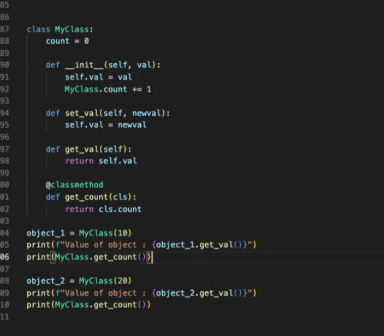 85
86
87 class MyClass:
88     count = 0
89
90     def __init__(self, val):
91         self.val = val
92         MyClass.count += 1
93
94     def set_val(self, newval):
95         self.val = newval
96
97     def get_val(self):
98         return self.val
99
00     @classmethod
01     def get_count(cls):
02         return cls.count
03
04 object_1 = MyClass(10)
05 print(f"Value of object : {object_1.get_val()}")
06 print(MyClass.get_count())
07
08 object_2 = MyClass(20)
09 print(f"Value of object : {object_2.get_val()}")
10 print(MyClass.get_count())
11